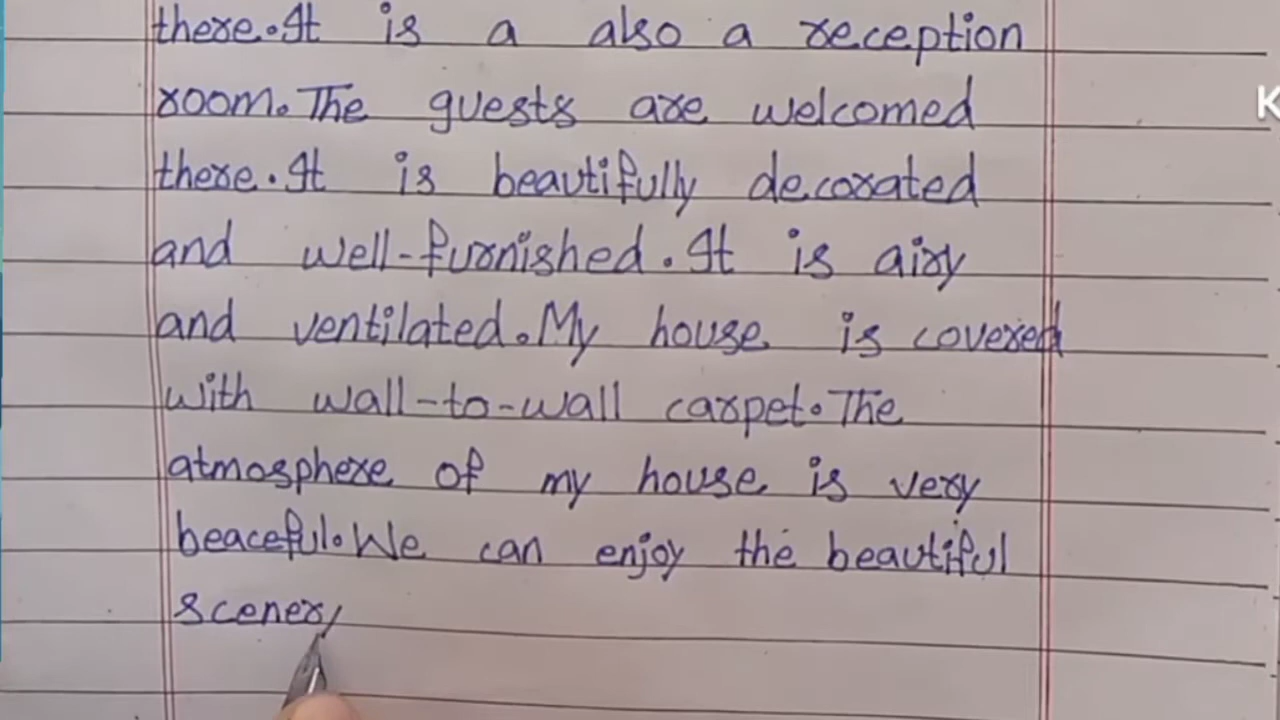 there.It is a also a reception
room.The guests are welcomed
K
there.It is beautifully decorated
and well-furnished.It is airy
and ventilated.My house is covered
with wall-to-wall carpet.The
atmosphere of my house is very
beaceful.We can enjoy the beautiful
scenery